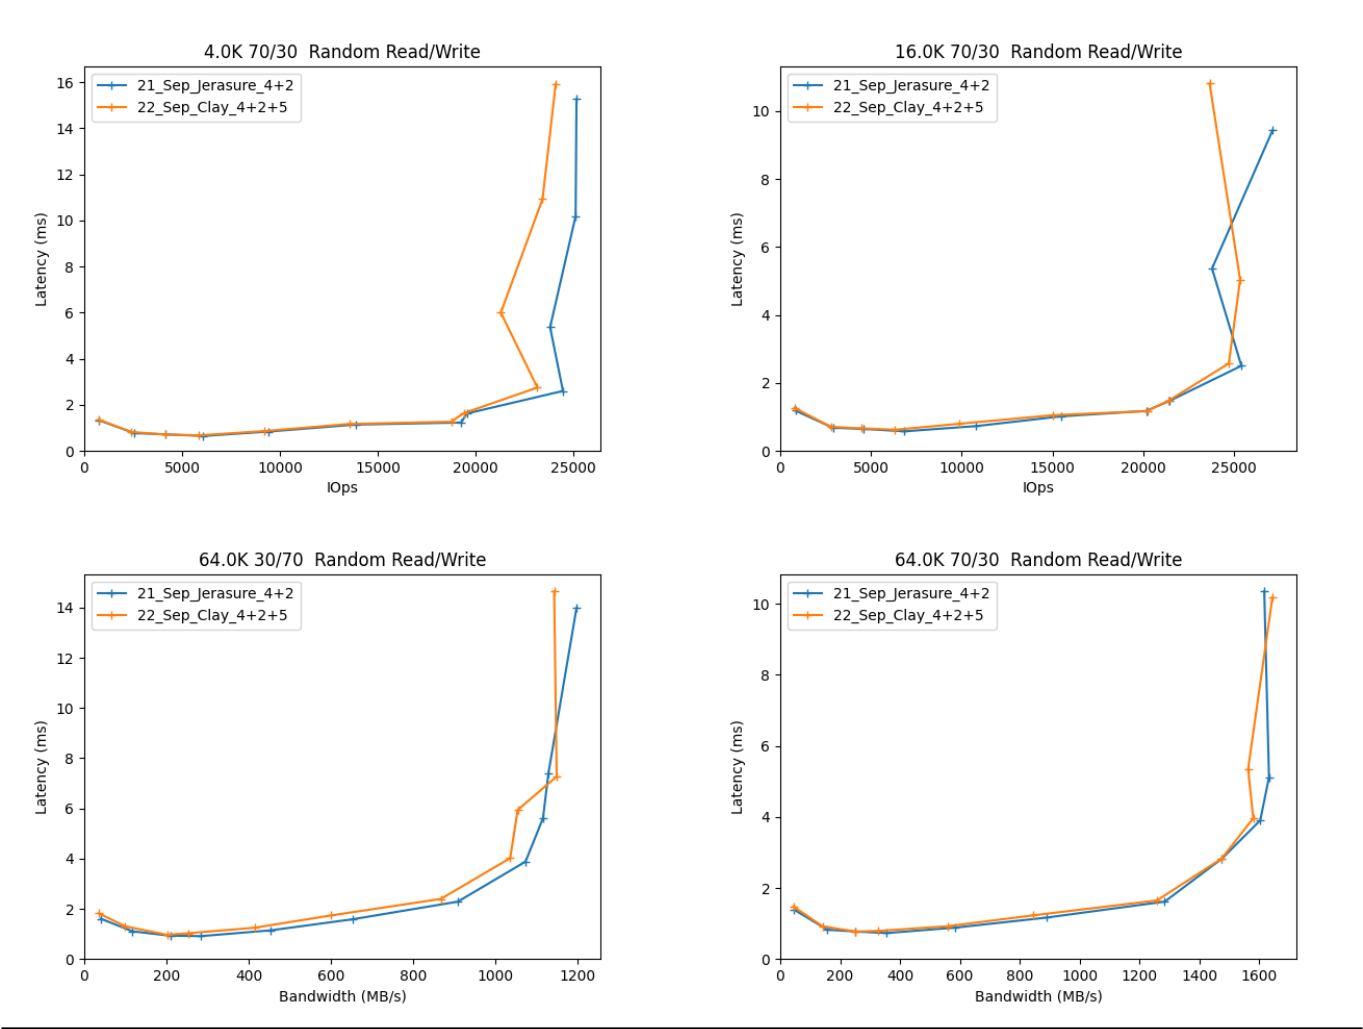 4.0K 70/30 Random Read/Write
21_Sep_Jerasure_4+2
22_Sep_Clay_4+2+5
16
14
12
10
8
6
4
2
0
Latency (ms)
0 5000 10000 15000 20000 25000
IOps
16.0K 70/30 Random Read/Write
21_Sep_Jerasure_4+2
22_Sep_Clay_4+2+5
10
8
6
4
2
0
Latency (ms)
0 5000 10000 15000 20000 25000
IOps
64.0K 30/70 Random Read/Write
21_Sep_Jerasure_4+2
22_Sep_Clay_4+2+5
14
12
10
8
6
4
2
0
Latency (ms)
0 200 400 600 800 1000 1200
Bandwidth (MB/s)
64.0K 70/30 Random Read/Write
21_Sep_Jerasure_4+2
22_Sep_Clay_4+2+5
10
8
6
4
2
0
Latency (ms)
0 200 400 600 800 1000 1200 1400 1600
Bandwidth (MB/s)